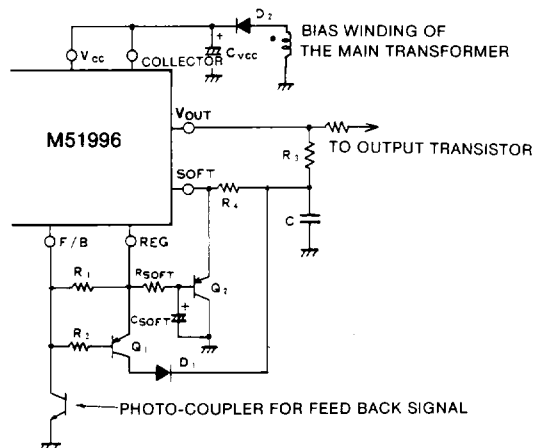 D2
BIAS WINDING OF
THE MAIN TRANSFORMER
+
CVCC
VCC
COLLECTOR
VOUT
M51996
R3
TO OUTPUT TRANSISTOR
SOFT
R4
C
F/B
REG
R1
RSOFT
Q2
+
CSOFT
R2
Q1
D1
PHOTO-COUPLER FOR FEED BACK SIGNAL